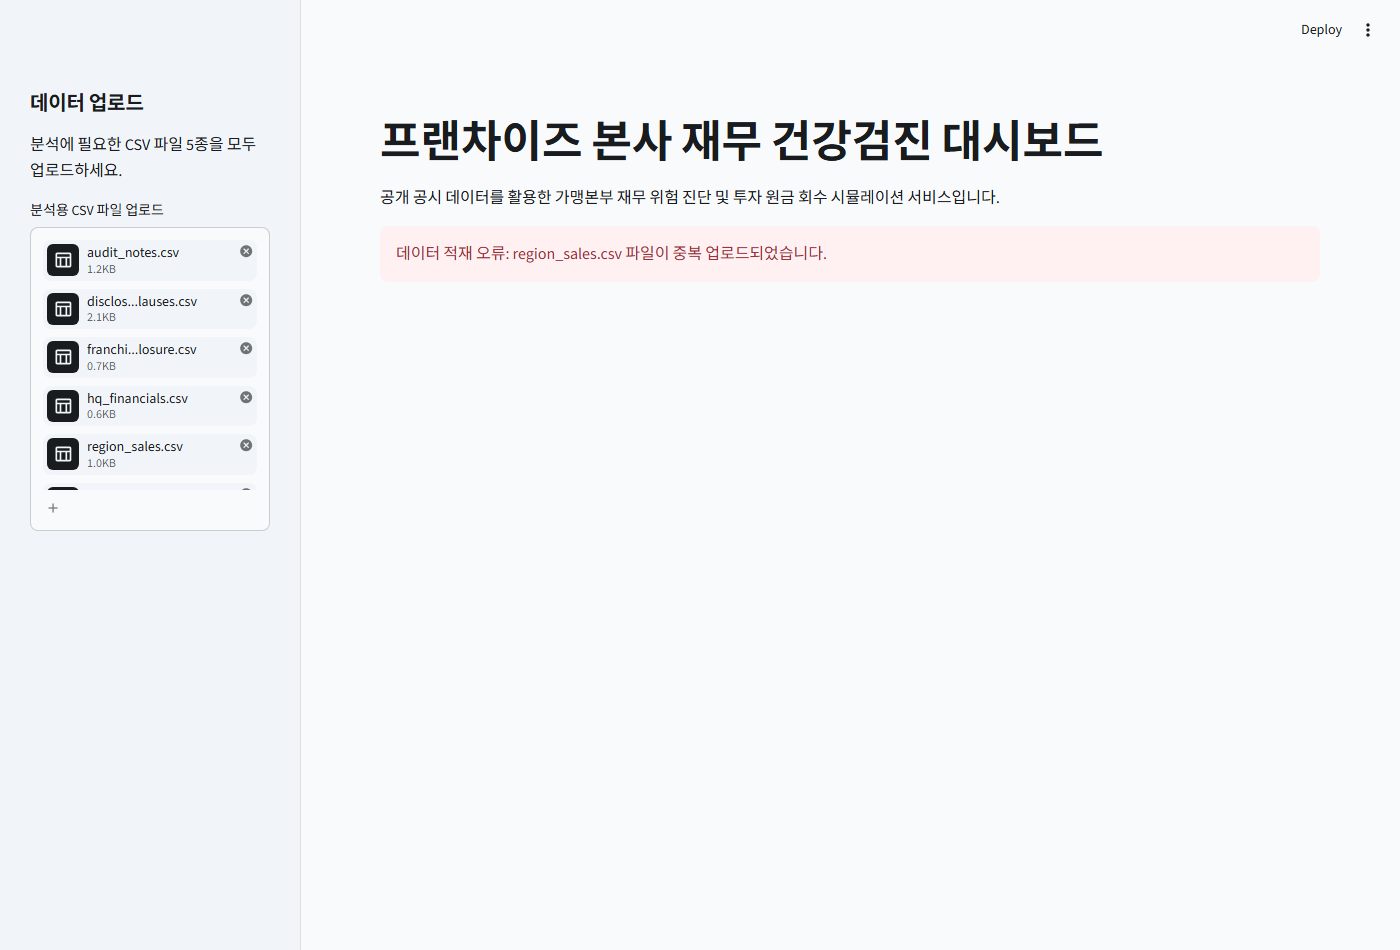 Deploy
데이터 업로드
분석에 필요한 CSV 파일 5종을 모두
업로드하세요.
분석용 CSV 파일 업로드
audit_notes.csv
1.2KB
disclos...lauses.csv
2.1KB
franchi...losure.csv
0.7KB
hq_financials.csv
0.6KB
region_sales.csv
1.0KB
프랜차이즈 본사 재무 건강검진 대시보드
공개 공시 데이터를 활용한 가맹본부 재무 위험 진단 및 투자 원금 회수 시뮬레이션 서비스입니다.
데이터 적재 오류: region_sales.csv 파일이 중복 업로드되었습니다.